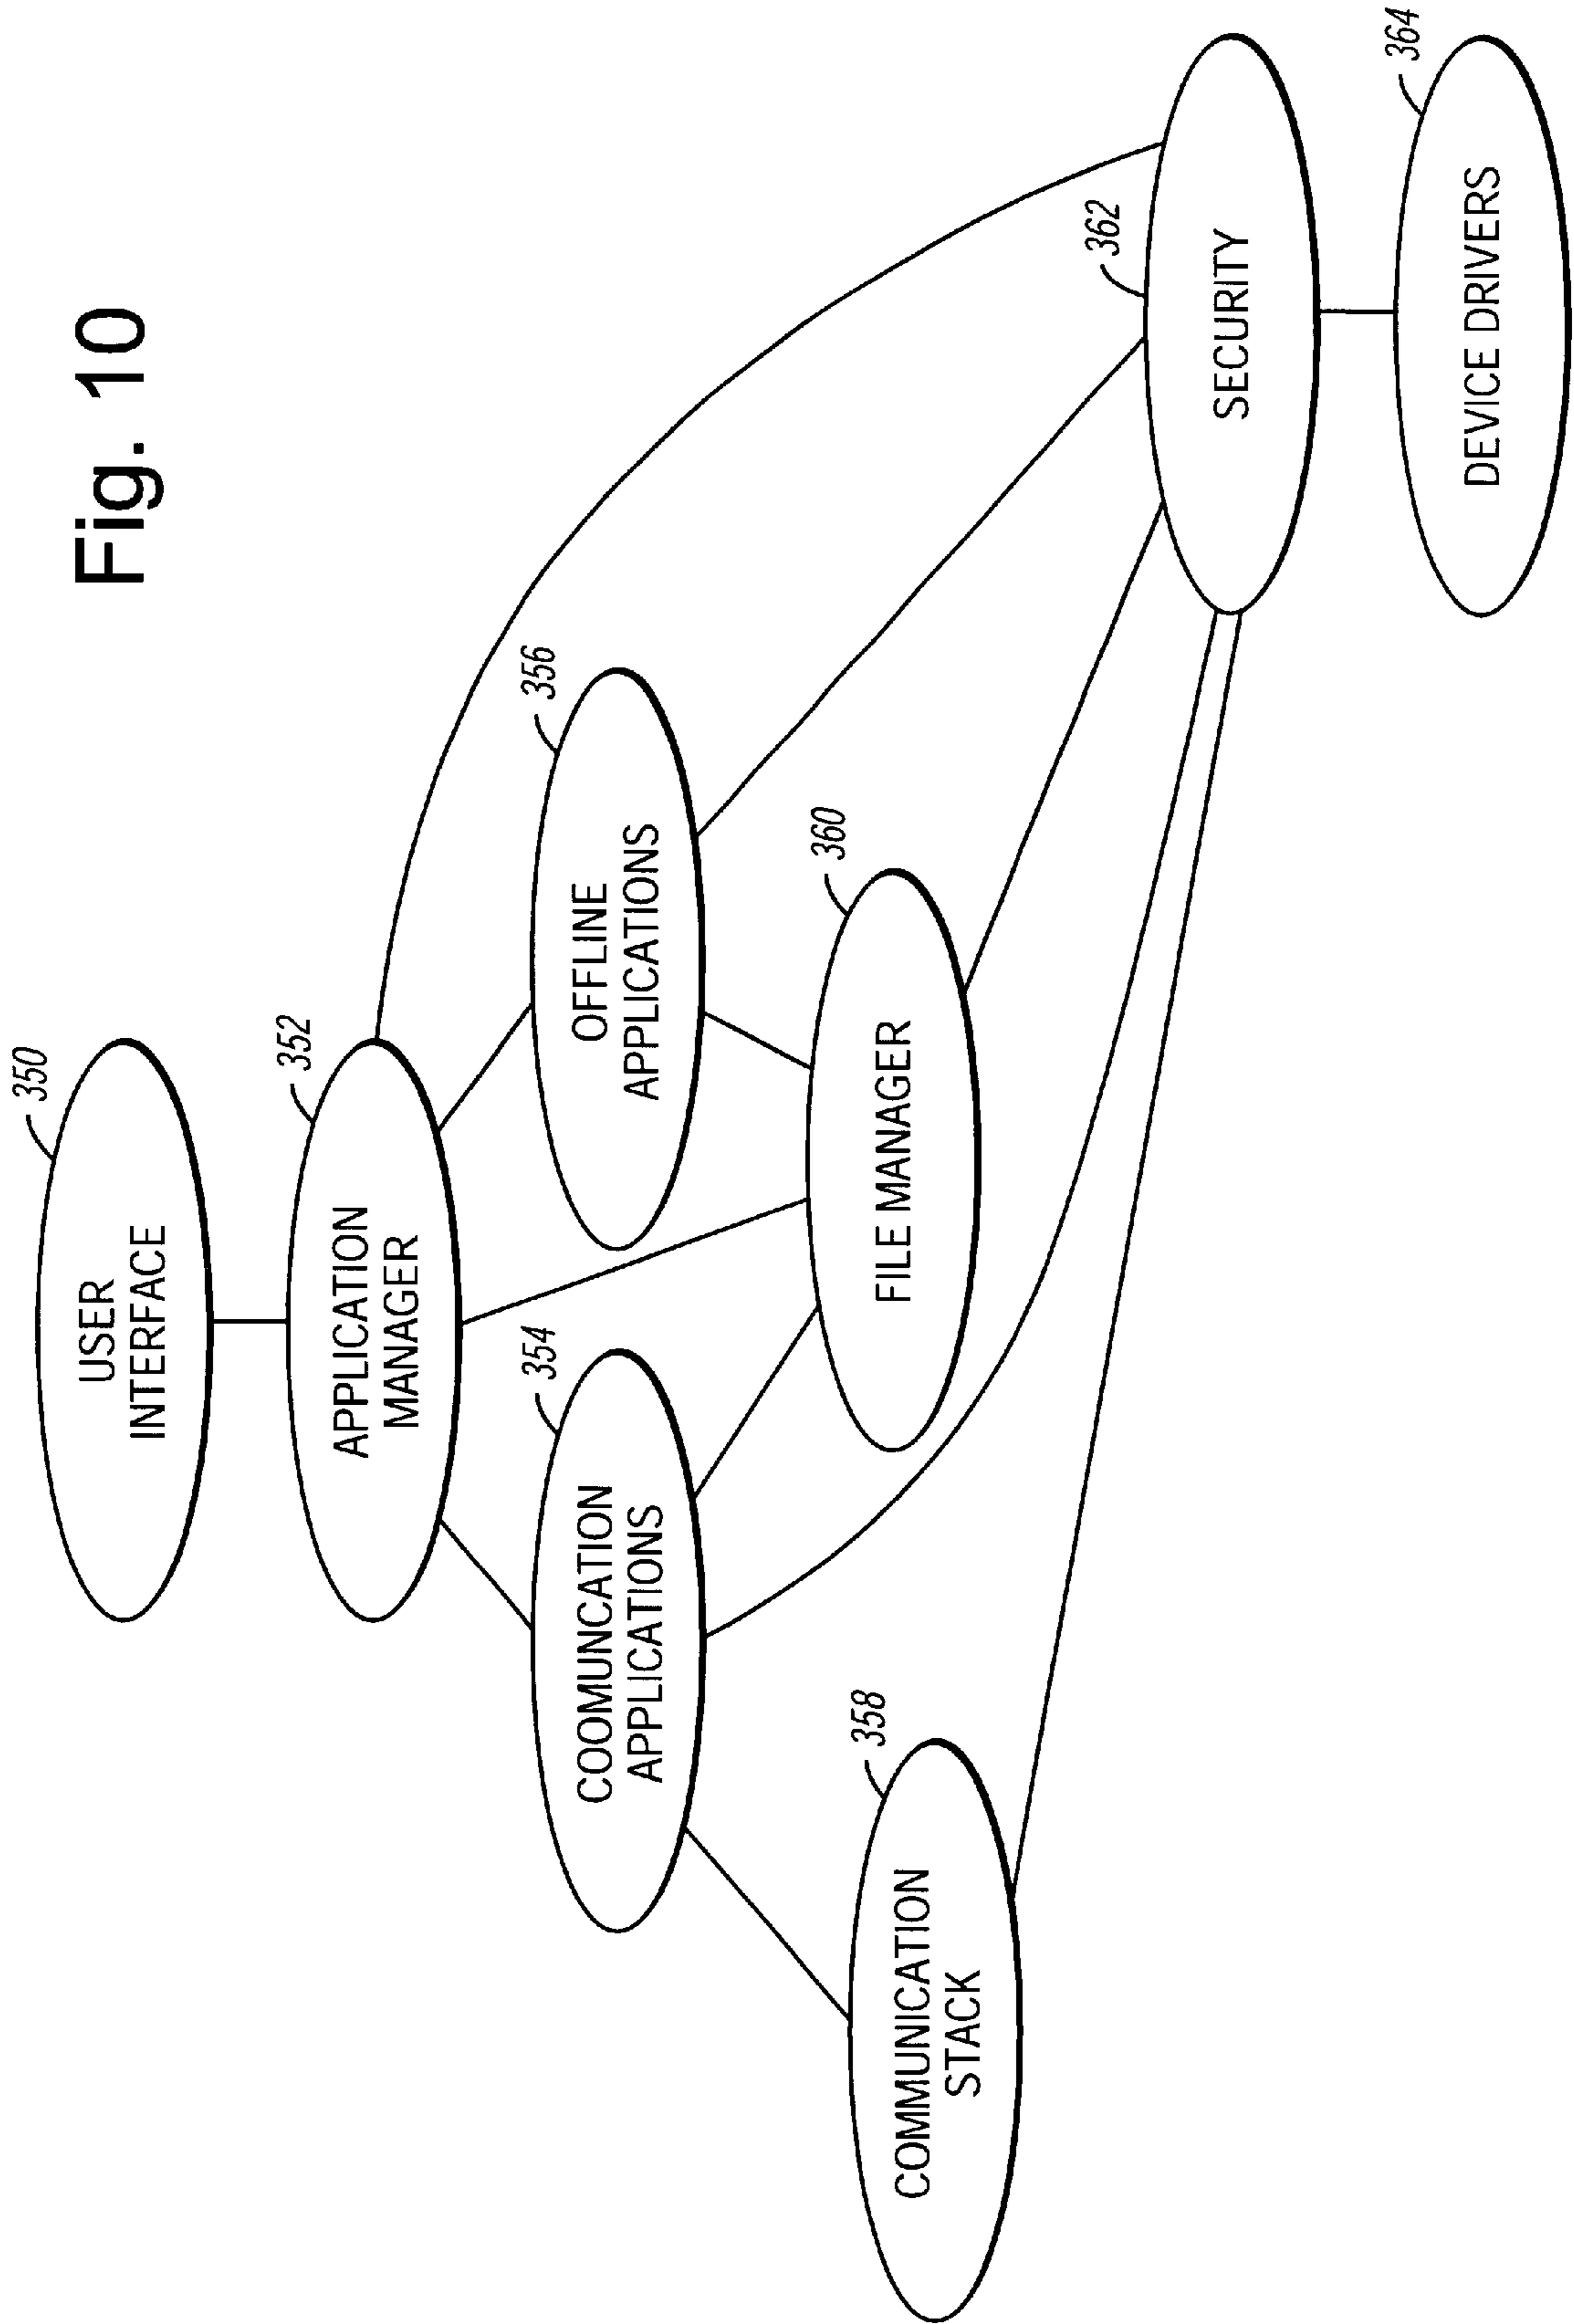 Fig. 10
350
USER
INTERFACE
352
APPLICATION
MANAGER
354
COOMUNCATION
APPLICATIONS
356
OFFLINE
APPLICATIONS
358
COMMUNICATION
STACK
360
FILE MANAGER
362
SECURITY
364
DEVICE DRIVERS